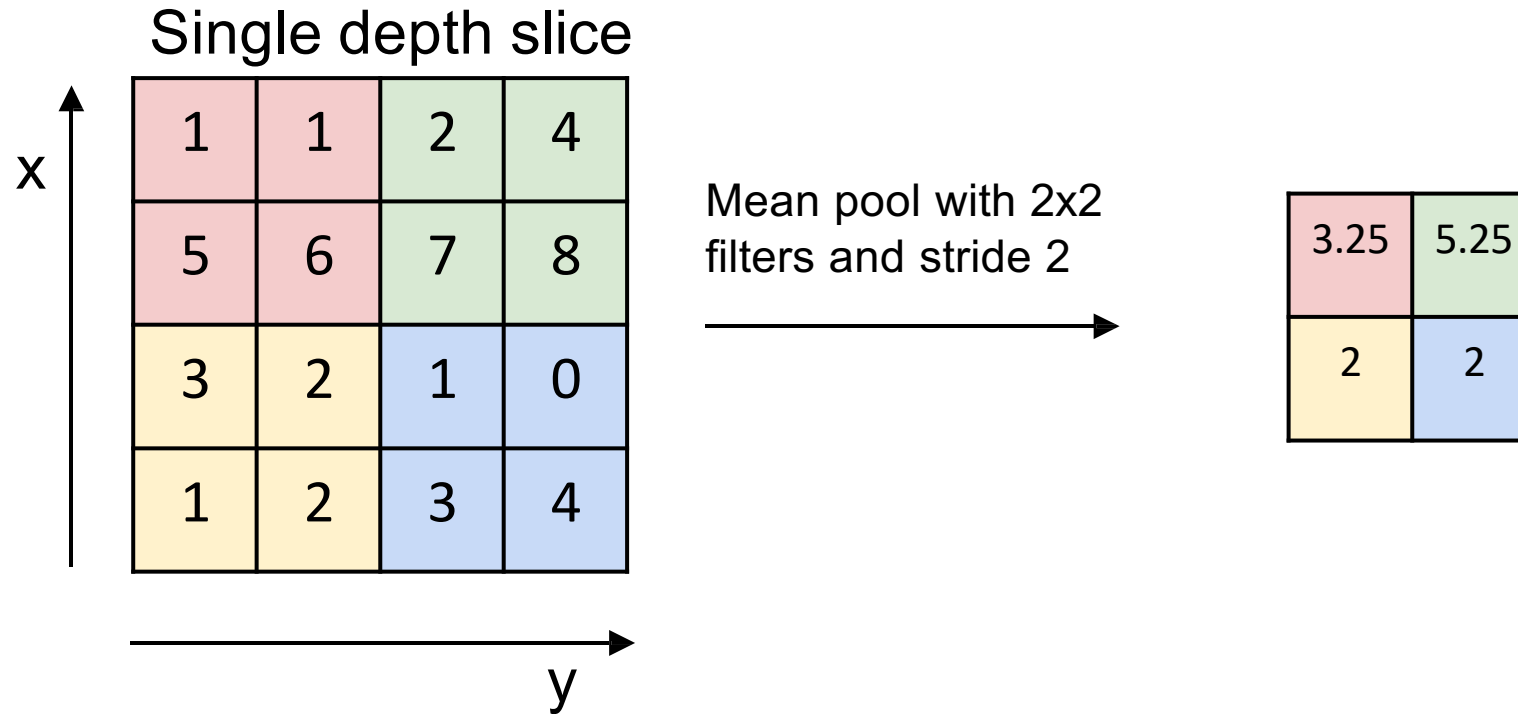 Single depth slice
x
1 1 2 4
5 6 7 8
3 2 1 0
1 2 3 4
y
Mean pool with 2x2
filters and stride 2
3.25 5.25
2 2